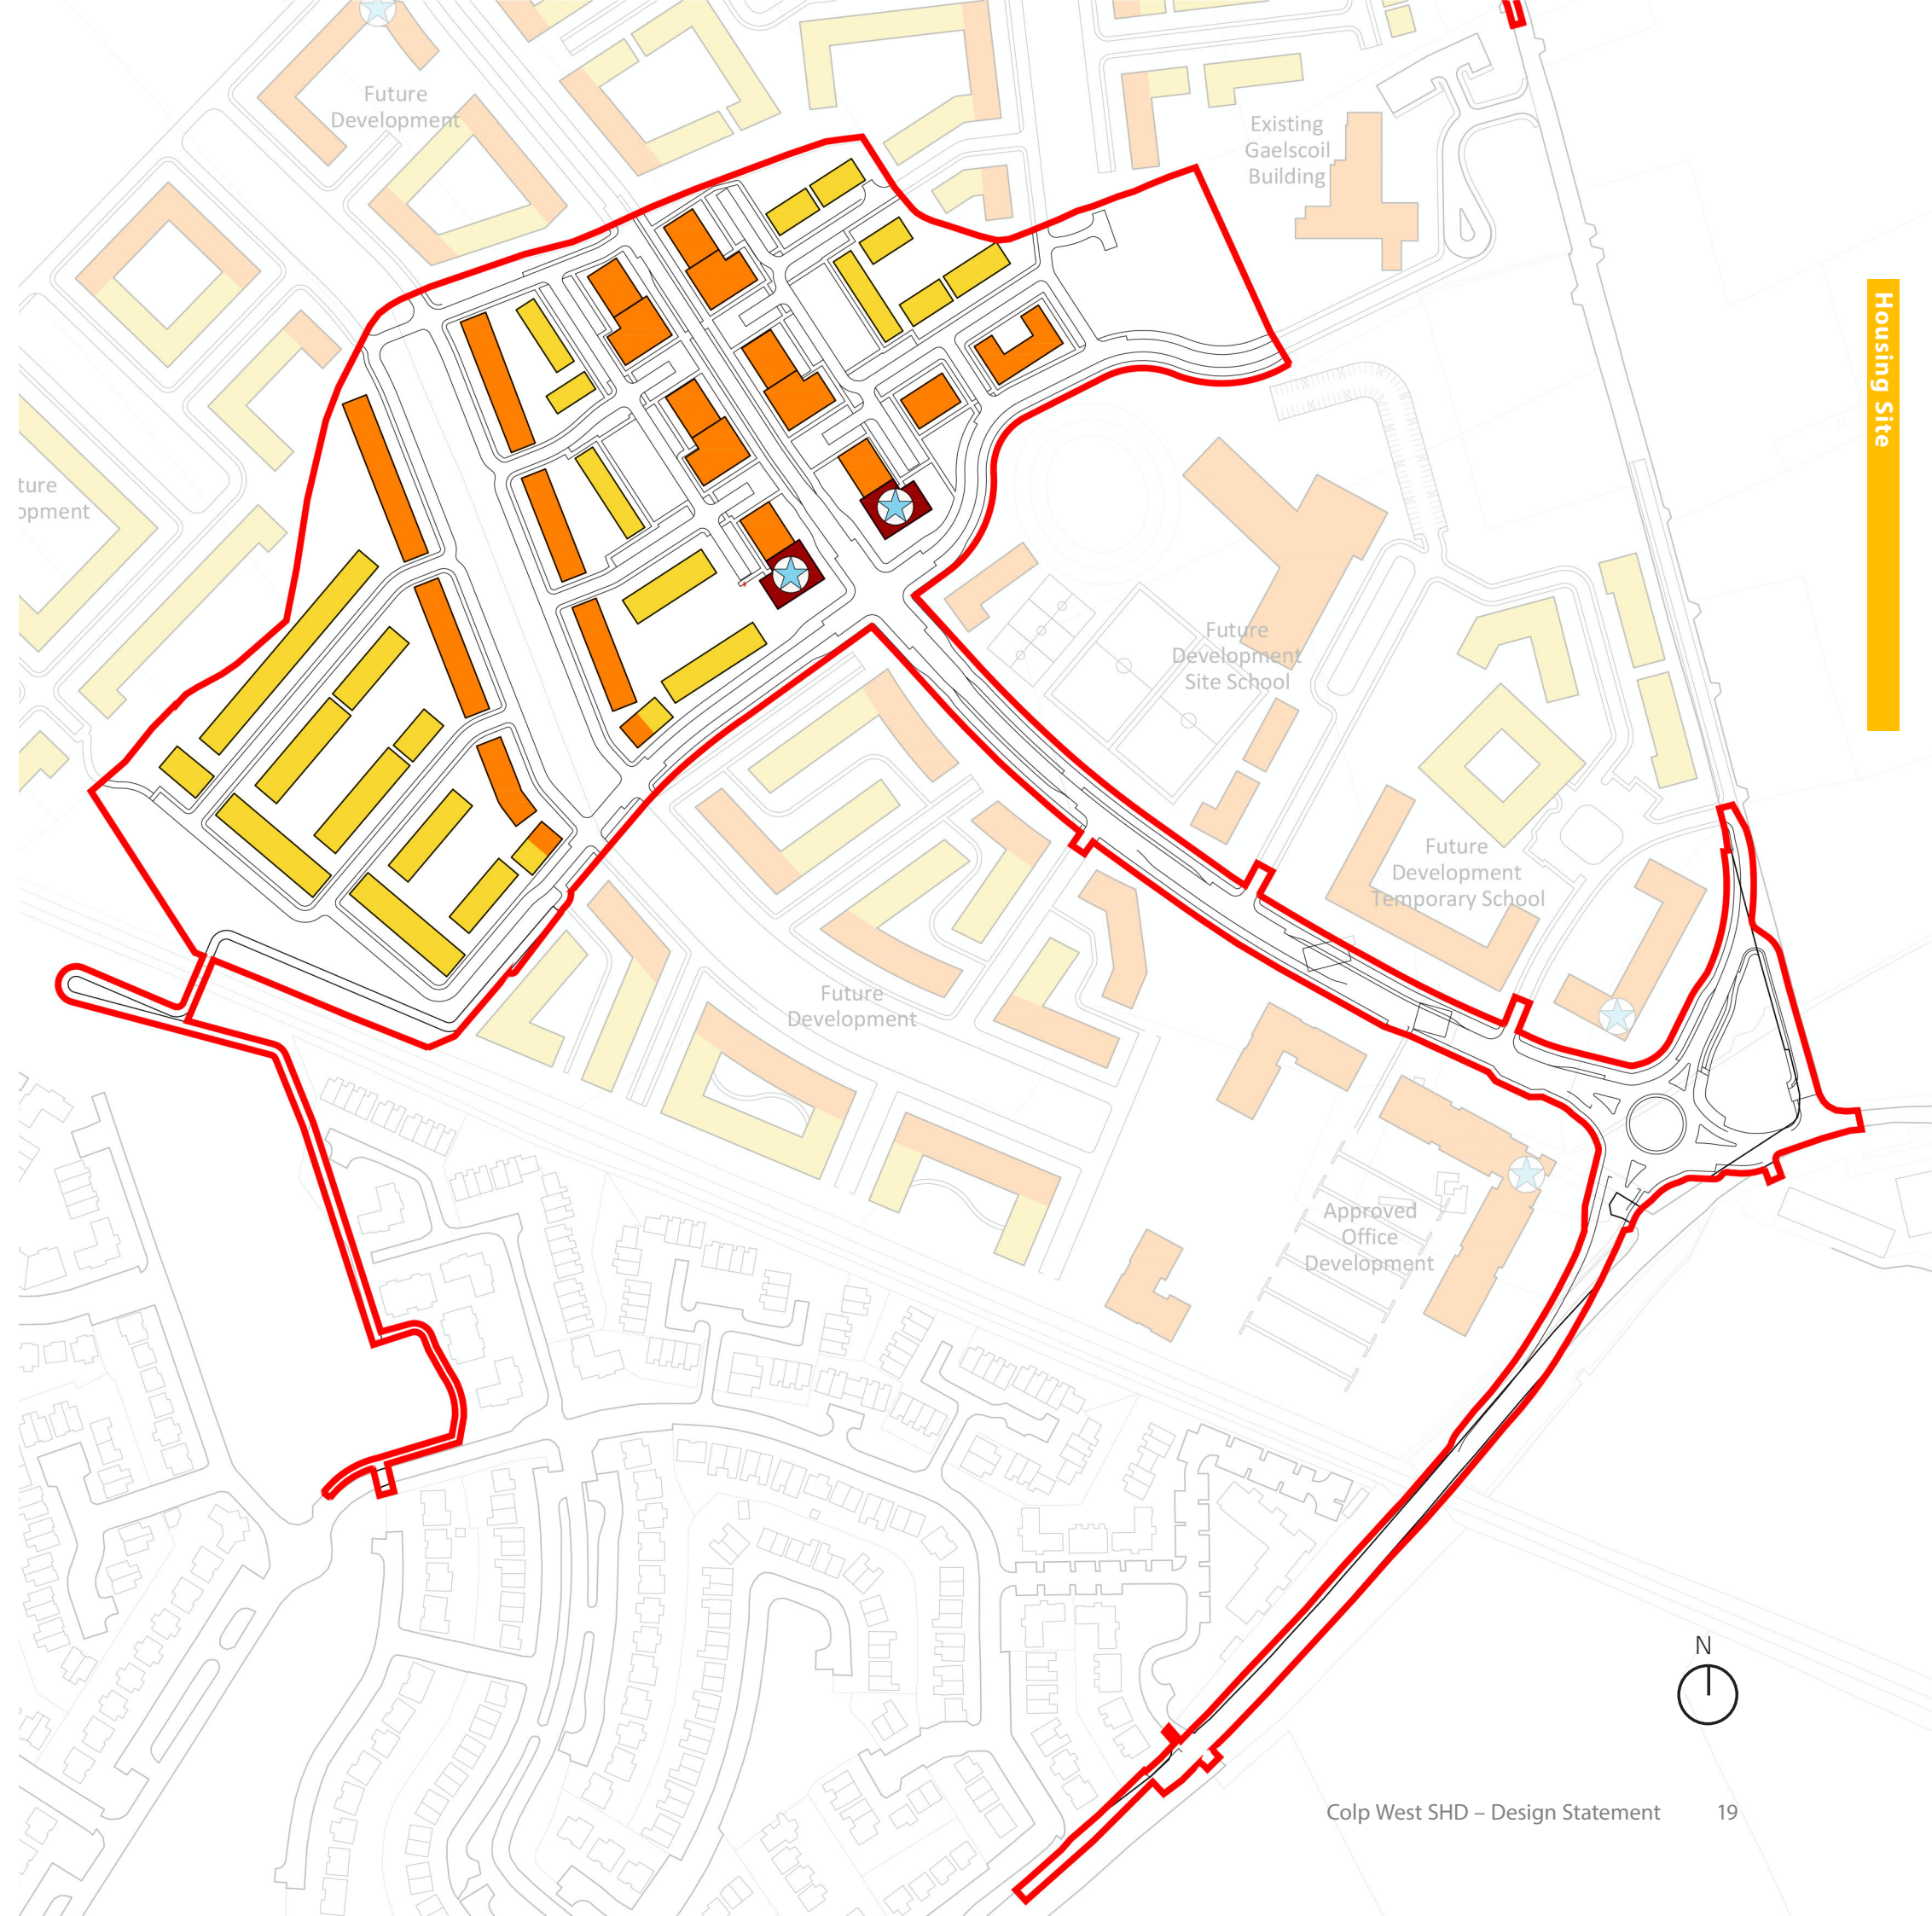 Future
Development
Existing
Gaelscoil
Building
Housing Site
ture
opment
Future
Development
Site School
Future
Development
Temporary School
Future
Development
Approved
Office
Development
N
Colp West SHD – Design Statement 19